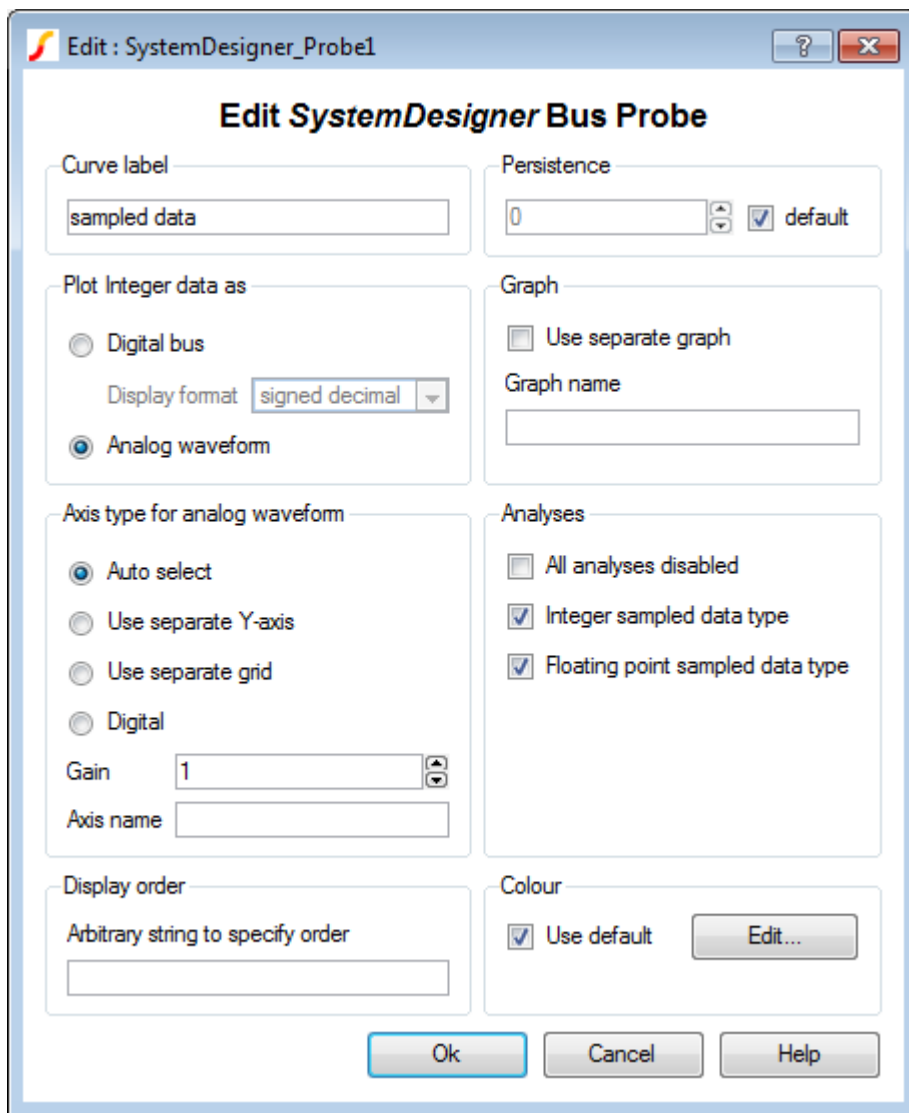 Edit : SystemDesigner_Probe1
?
Edit SystemDesigner Bus Probe
Curve label
sampled data
Persistence
0
default
Plot Integer data as
Digital bus
Display format signed decimal
Analog waveform
Graph
Use separate graph
Graph name
Axis type for analog waveform
Auto select
Use separate Y-axis
Use separate grid
Digital
Gain 1
Axis name
Analyses
All analyses disabled
Integer sampled data type
Floating point sampled data type
Display order
Arbitrary string to specify order
Colour
Use default
Edit...
Ok
Cancel
Help